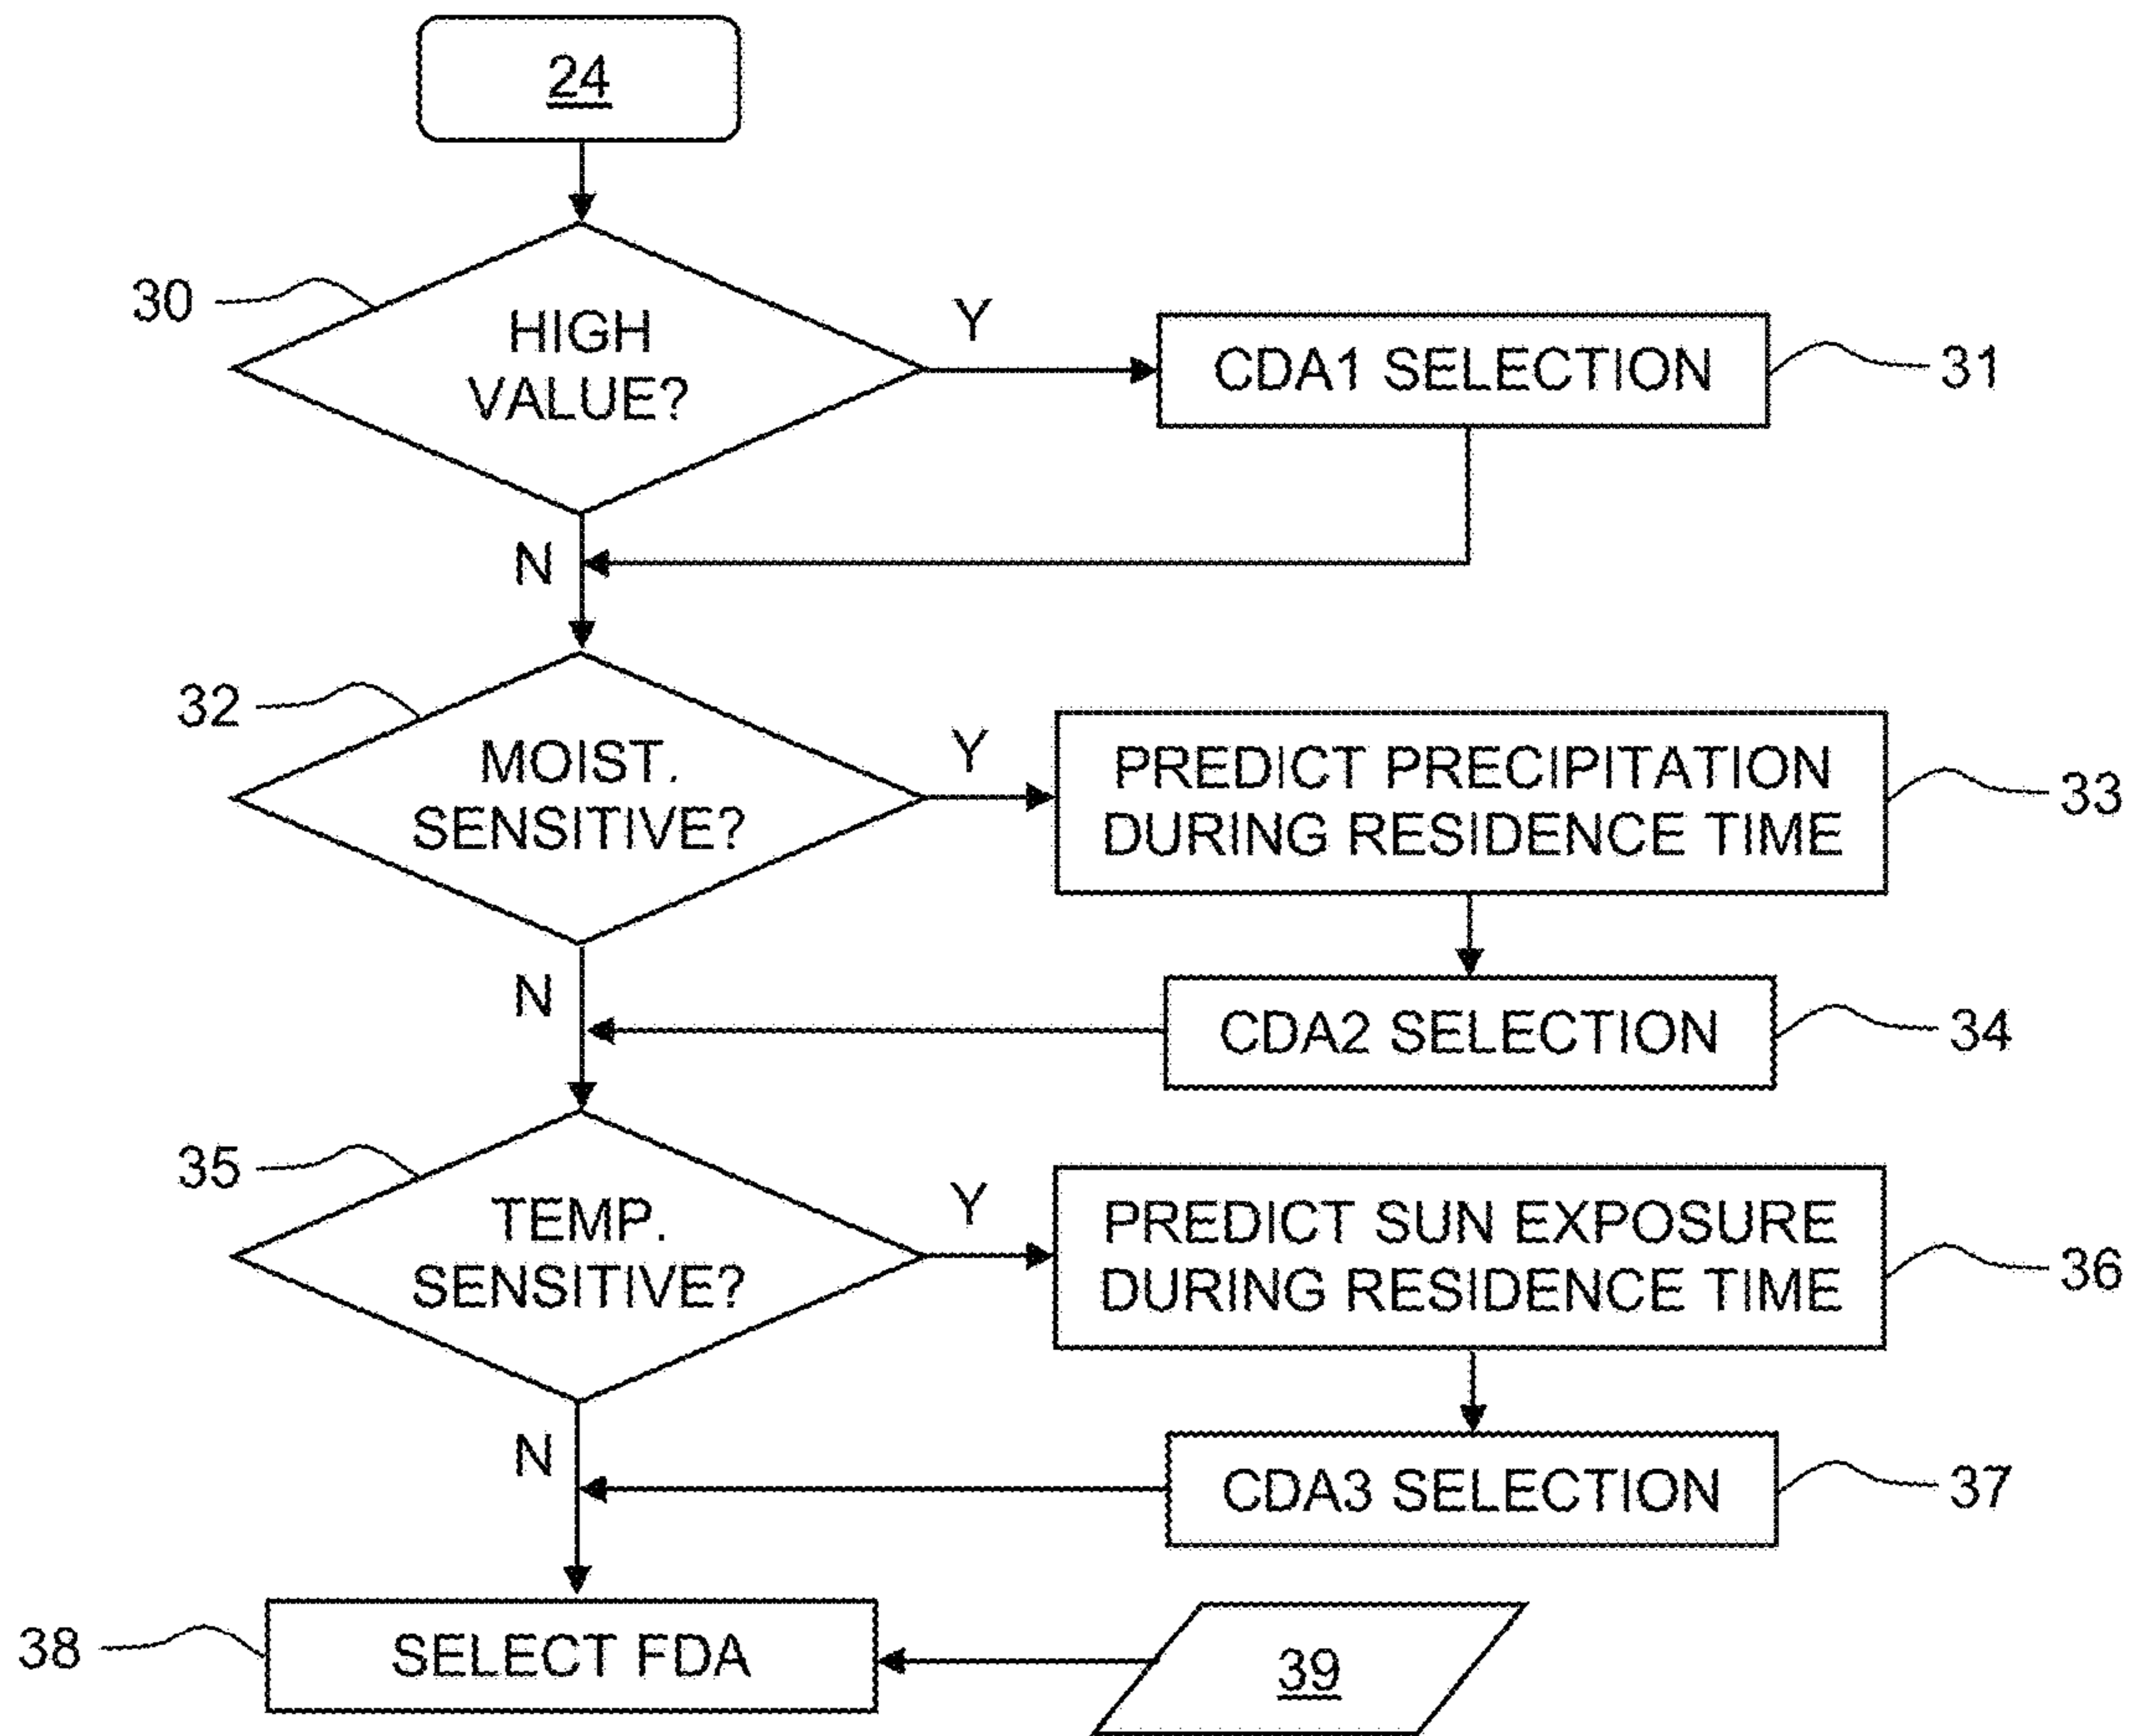 24
30
HIGH
VALUE?
Y
CDA1 SELECTION
31
N
32
MOIST.
SENSITIVE?
Y
PREDICT PRECIPITATION
DURING RESIDENCE TIME
33
N
CDA2 SELECTION
34
35
TEMP.
SENSITIVE?
Y
PREDICT SUN EXPOSURE
DURING RESIDENCE TIME
36
N
CDA3 SELECTION
37
38
SELECT FDA
39